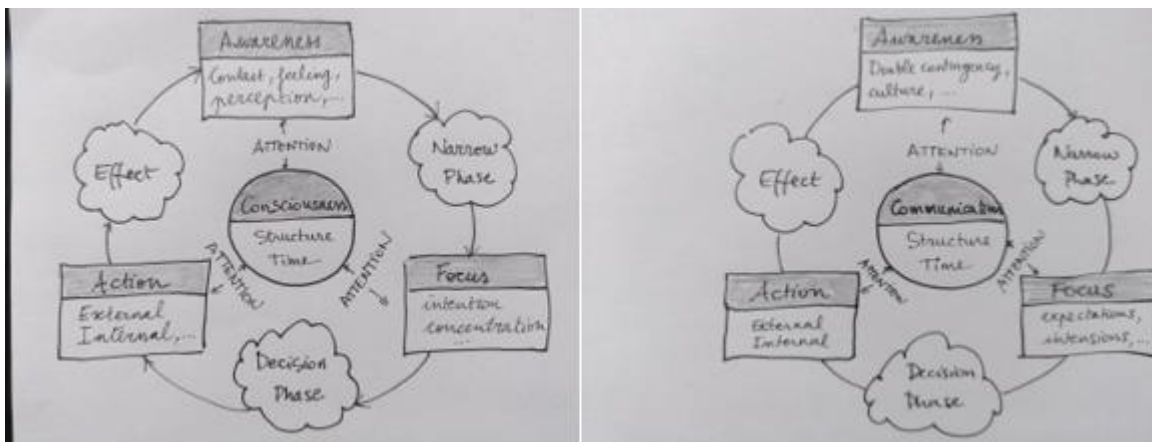 Awareness
Contact, feeling,
perception,...
ATTENTION
Effect
Narrow
Phase
Consciousness
Structure
Time
ATTENTION
ATTENTION
Action
External
Internal,...
Focus
intention
concentration
...
Decision
Phase
Awareness
Double contingency,
culture, ...
ATTENTION
Effect
Narrow
Phase
Communication
Structure
Time
ATTENTION
ATTENTION
Action
External
Internal
Focus
expectations,
intensions,...
Decision
Phase